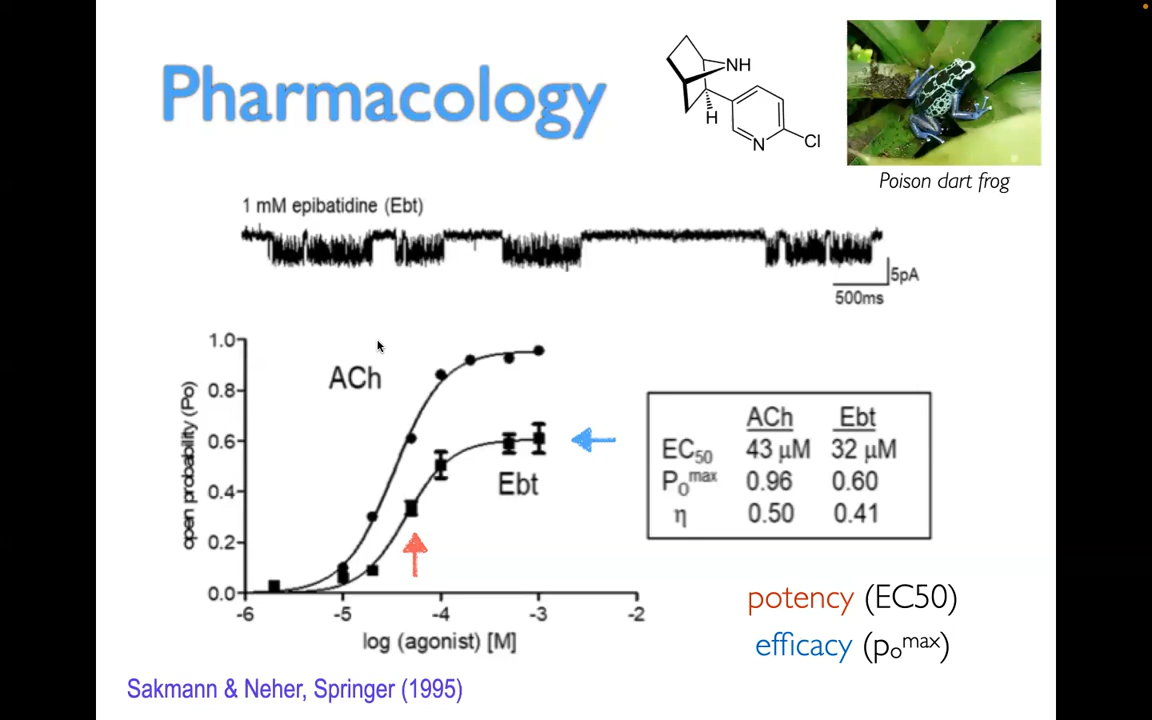 Pharmacology
NH
H
N
Cl
Poison dart frog
1 mM epibatidine (Ebt)
5pA
500ms
1.0
0.8
0.6
0.4
0.2
0.0
open probability (Po)
ACh
Ebt
-6 -5 -4 -3 -2
log (agonist) [M]
ACh Ebt
EC₅₀ 43 µM 32 µM
Pₒᵐᵃˣ 0.96 0.60
η 0.50 0.41
potency (EC50)
efficacy (pₒᵐᵃˣ)
Sakmann & Neher, Springer (1995)